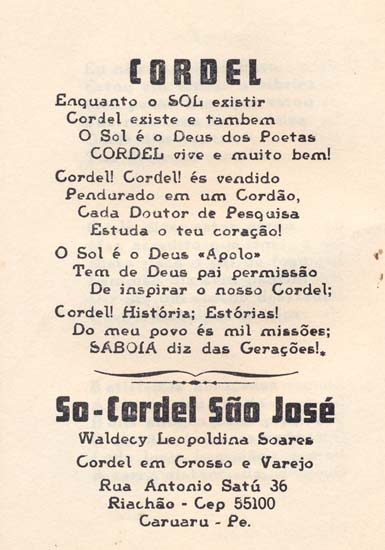 CORDEL
Enquanto o SOL existir
Cordel existe e tambem
O Sol é o Deus dos Poetas
CORDEL vive e muito bem!
Cordel! Cordel! és vendido
Pendurado em um Cordão,
Cada Doutor de Pesquisa
Estuda o teu coração!
O Sol é o Deus «Apolo»
Tem de Deus pai permissão
De inspirar o nosso Cordel;
Cordel! História; Estórias!
Do meu povo és mil missões;
SABOIA diz das Gerações!.
So-Cordel São José
Waldecy Leopoldina Soares
Cordel em Grosso e Varejo
Rua Antonio Satú 36
Riachão - Cep 55100
Caruaru - Pe.